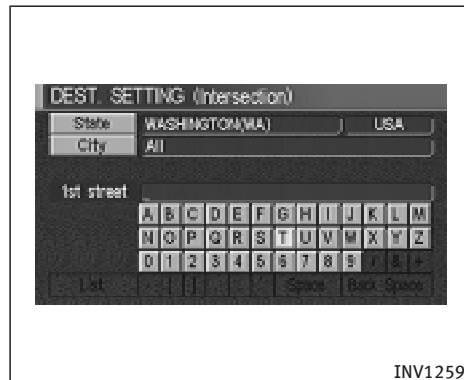 DEST. SETTING (Intersection)
State WASHINGTON(WA) USA
City All
1st street _
A B C D E F G H I J K L M
N O P Q R S T U V W X Y Z
0 1 2 3 4 5 6 7 8 9 / & +
List - [ ] Space Back Space
INV1259